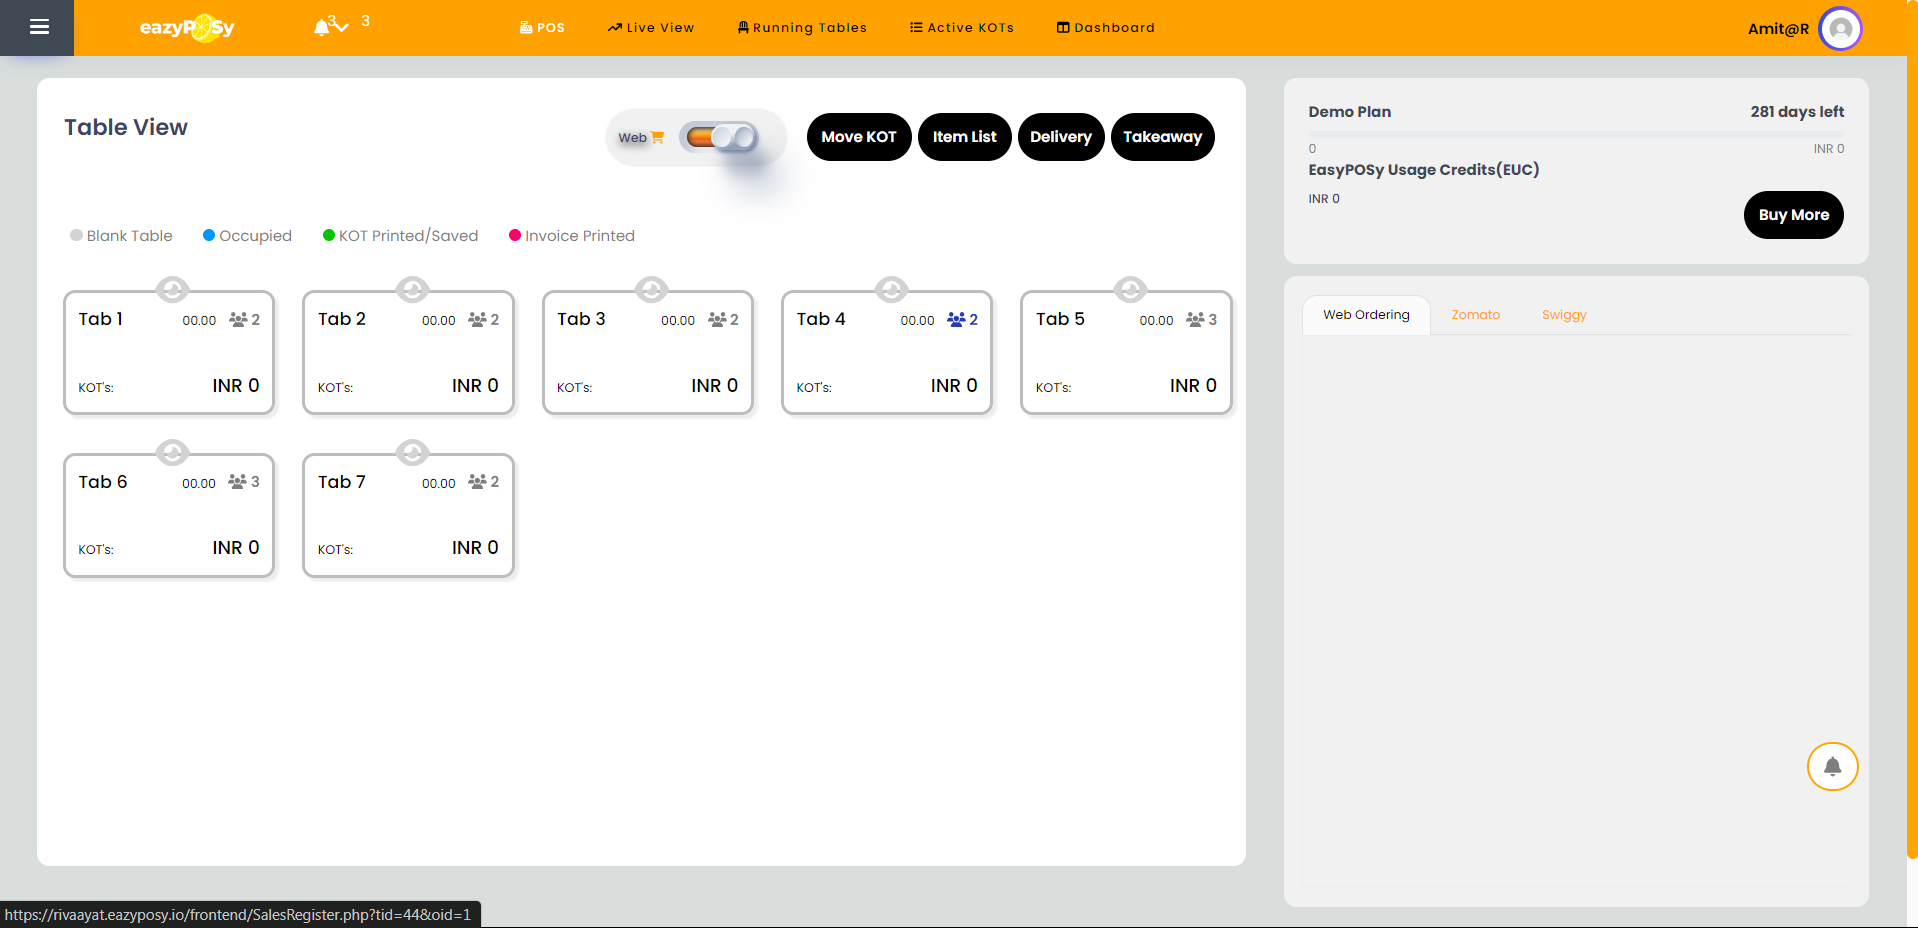 eazyPOSy 3 3 POS Live View Running Tables Active KOTs Dashboard Amit@R
Table View Web Move KOT Item List Delivery Takeaway
Blank Table Occupied KOT Printed/Saved Invoice Printed
Tab 1 00.00 2
KOT's: INR 0
Tab 2 00.00 2
KOT's: INR 0
Tab 3 00.00 2
KOT's: INR 0
Tab 4 00.00 2
KOT's: INR 0
Tab 5 00.00 3
KOT's: INR 0
Tab 6 00.00 3
KOT's: INR 0
Tab 7 00.00 2
KOT's: INR 0
Demo Plan 281 days left
0 INR 0
EasyPOSy Usage Credits(EUC)
INR 0
Buy More
Web Ordering Zomato Swiggy
https://rivaayat.eazyposy.io/frontend/SalesRegister.php?tid=44&oid=1